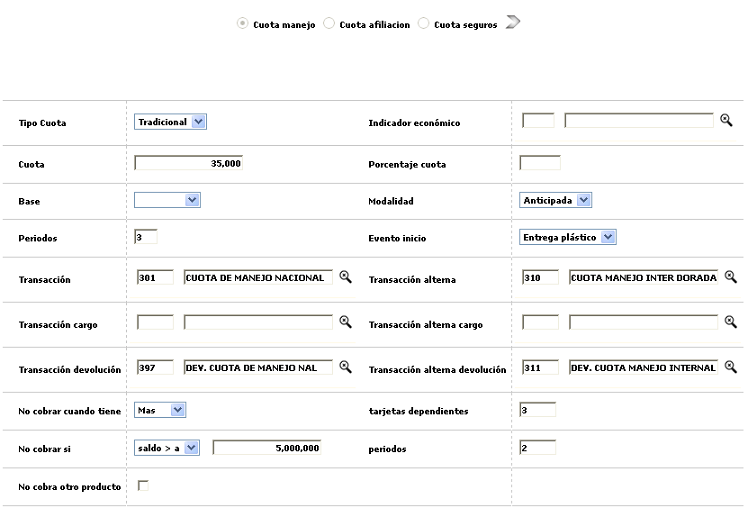 Cuota manejo Cuota afiliacion Cuota seguros
Tipo Cuota Tradicional Indicador económico
Cuota 35,000 Porcentaje cuota
Base Modalidad Anticipada
Periodos 3 Evento inicio Entrega plástico
Transacción 301 CUOTA DE MANEJO NACIONAL Transacción alterna 310 CUOTA MANEJO INTER DORADA
Transacción cargo Transacción alterna cargo
Transacción devolución 397 DEV. CUOTA DE MANEJO NAL Transacción alterna devolución 311 DEV. CUOTA MANEJO INTERNAL
No cobrar cuando tiene Mas tarjetas dependientes 3
No cobrar si saldo > a 5,000,000 periodos 2
No cobra otro producto